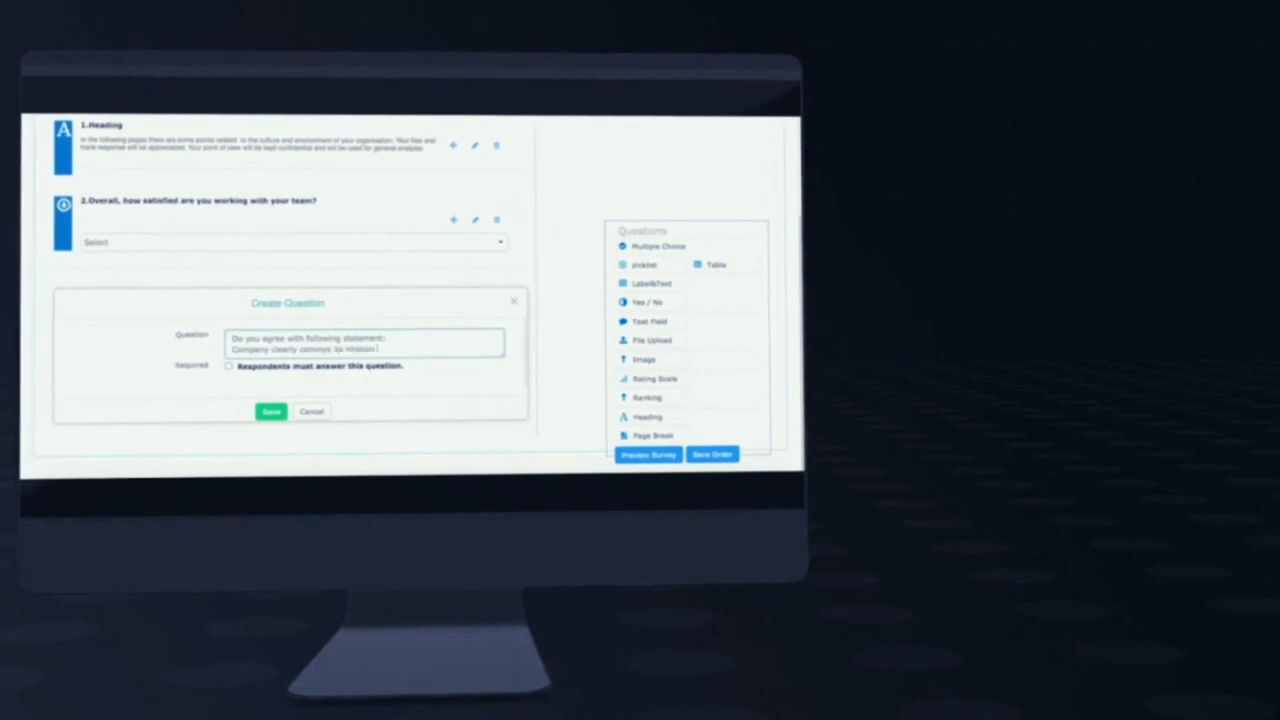 A
1.Heading
In the following pages there are some points related to the culture and environment of your organisation. Your free and
frank response will be appreciated. Your point of view will be kept confidential and will be used for general analysis.
2.Overall, how satisfied are you working with your team?
Select
Create Question
Question
Do you agree with following statement:
Company clearly conveys its mission
Required
Respondents must answer this question.
Save
Cancel
Questions
Multiple Choice
picklist
Table
Label&Text
Yes / No
Text Field
File Upload
Image
Rating Scale
Ranking
A Heading
Page Break
Preview Survey
Save Order